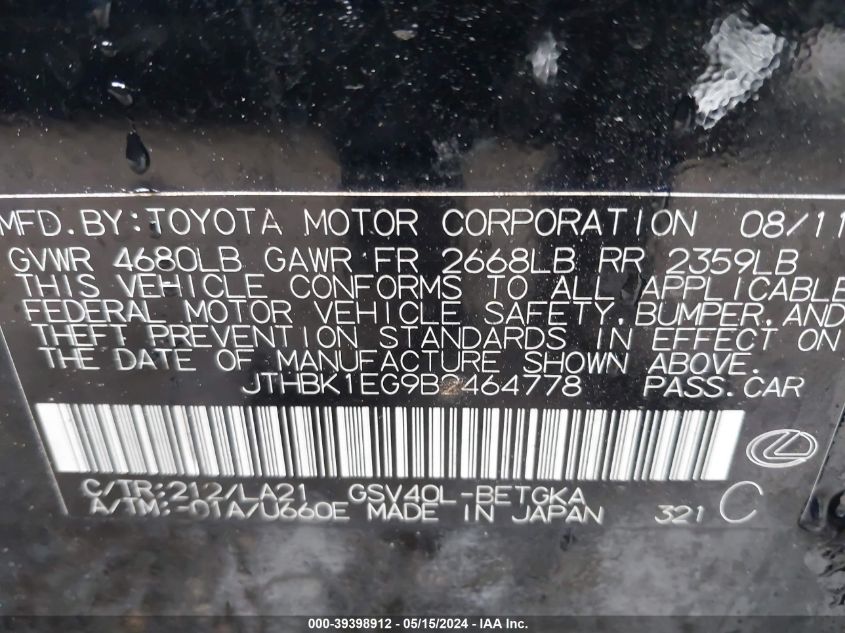 MFD. BY: TOYOTA MOTOR CORPORATION 08/11
GVWR 4680LB GAWR FR 2668LB RR 2359LB
THIS VEHICLE CONFORMS TO ALL APPLICABLE
FEDERAL MOTOR VEHICLE SAFETY, BUMPER, AND
THEFT PREVENTION STANDARDS IN EFFECT ON
THE DATE OF MANUFACTURE SHOWN ABOVE.
JTHBK1EG9B2464778 PASS. CAR
C/TR: 212/LA21 GSV40L-BETGKA
A/TM: -01A/U660E MADE IN JAPAN 321 C
000-39398912 - 05/15/2024 - IAA Inc.